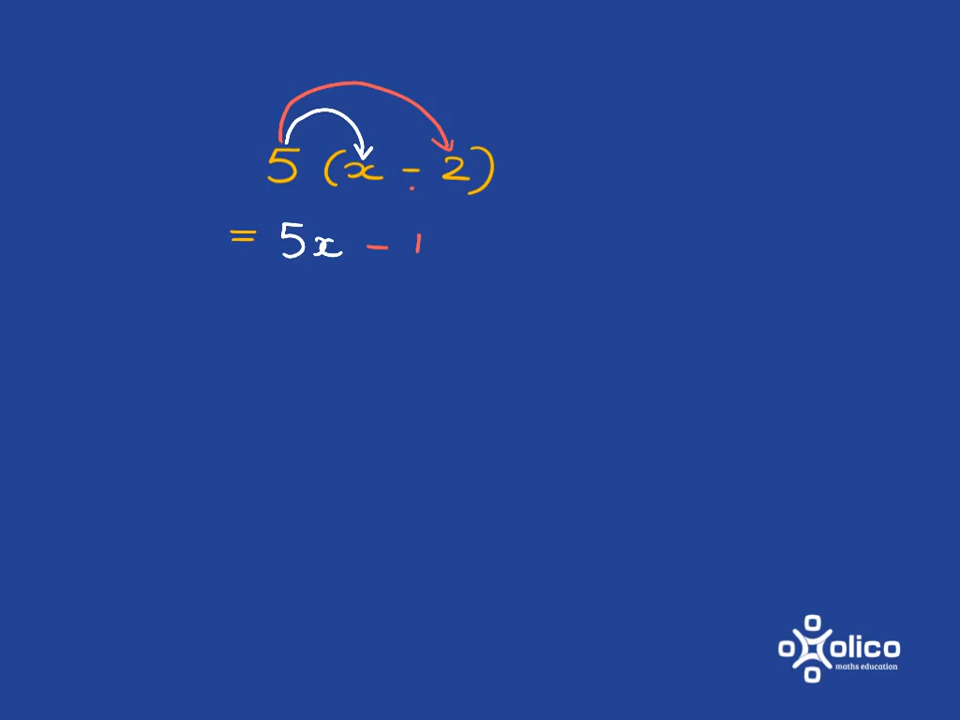 5 (x - 2)
= 5x - 1
olico
maths education